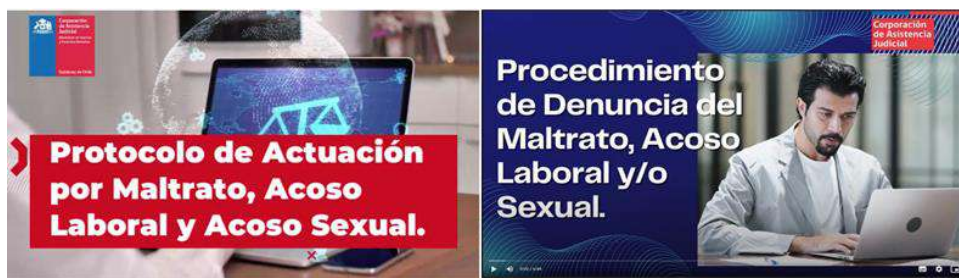 Corporación
de Asistencia
Judicial
Protocolo de Actuación
por Maltrato, Acoso
Laboral y Acoso Sexual.
Corporación
de Asistencia
Judicial
Procedimiento
de Denuncia del
Maltrato, Acoso
Laboral y/o
Sexual.